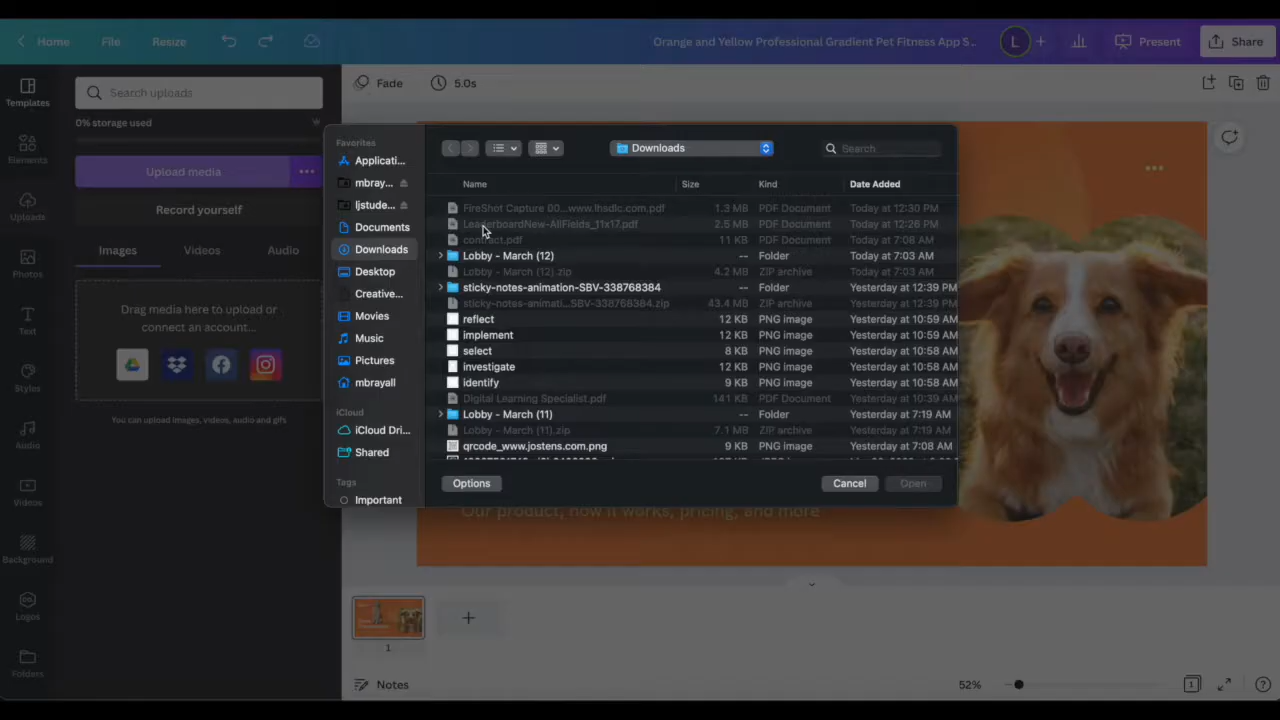 Home File Resize Orange and Yellow Professional Gradient Pet Fitness App S... L + Present Share
Templates
Elements
Uploads
Photos
Text
Styles
Audio
Videos
Background
Logos
Folders
Search uploads
0% storage used
Upload media
Record yourself
Images Videos Audio
Drag media here to upload or
connect an account...
You can upload images, videos, audio and gifs
Fade 5.0s
Favorites
Applicati...
mbray...
ljstude...
Documents
Downloads
Desktop
Creative...
Movies
Music
Pictures
mbrayall
iCloud
iCloud Dri...
Shared
Tags
Important
Downloads Search
Name Size Kind Date Added
FireShot Capture 00...www.lhsdlc.com.pdf 1.3 MB PDF Document Today at 12:30 PM
LeaderboardNew-AllFields_11x17.pdf 2.5 MB PDF Document Today at 12:26 PM
contract.pdf 11 KB PDF Document Today at 7:08 AM
Lobby - March (12) -- Folder Today at 7:03 AM
Lobby - March (12).zip 4.2 MB ZIP archive Today at 7:03 AM
sticky-notes-animation-SBV-338768384 -- Folder Yesterday at 12:39 PM
sticky-notes-animati...SBV-338768384.zip 43.4 MB ZIP archive Yesterday at 12:39 PM
reflect 12 KB PNG image Yesterday at 10:59 AM
implement 12 KB PNG image Yesterday at 10:59 AM
select 8 KB PNG image Yesterday at 10:58 AM
investigate 12 KB PNG image Yesterday at 10:58 AM
identify 9 KB PNG image Yesterday at 10:58 AM
Digital Learning Specialist.pdf 141 KB PDF Document Yesterday at 10:39 AM
Lobby - March (11) -- Folder Yesterday at 7:19 AM
Lobby - March (11).zip 7.1 MB ZIP archive Yesterday at 7:19 AM
qrcode_www.jostens.com.png 9 KB PNG image Yesterday at 7:08 AM
Options Cancel Open
Our product, how it works, pricing, and more
1
Notes 52% 1